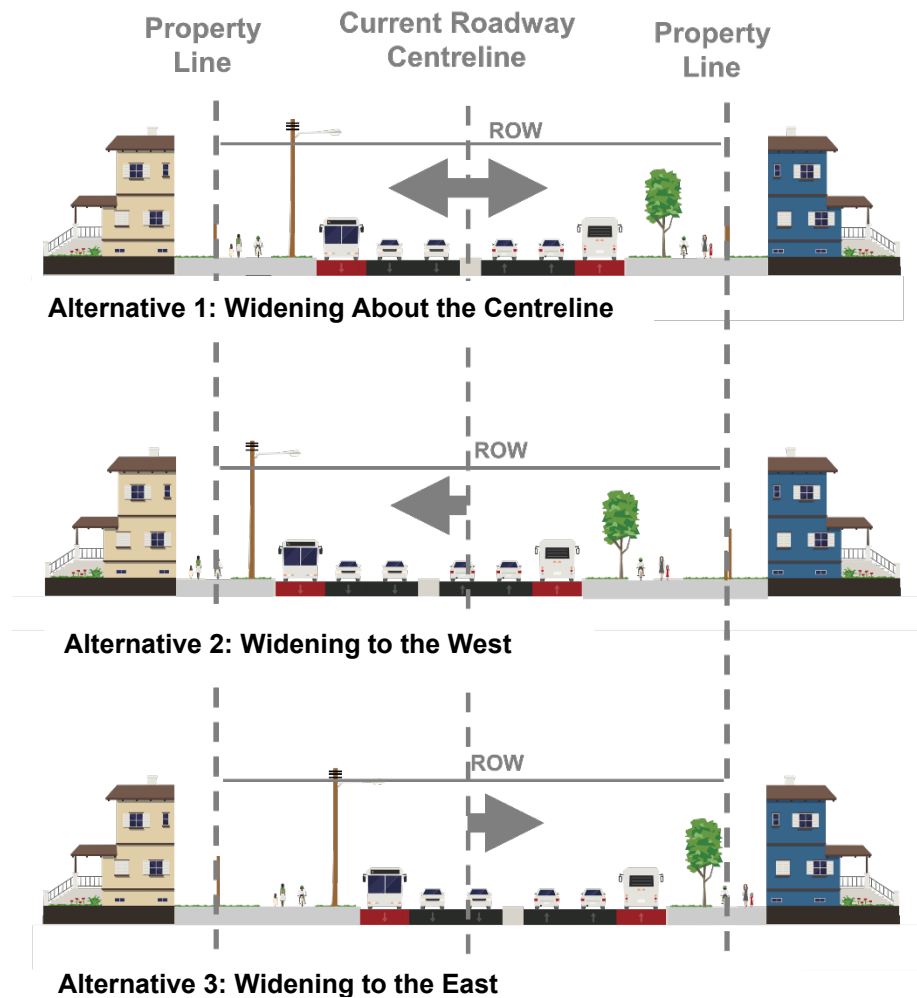 Property
Line
Current Roadway
Centreline
Property
Line
ROW
Alternative 1: Widening About the Centreline
ROW
Alternative 2: Widening to the West
ROW
Alternative 3: Widening to the East